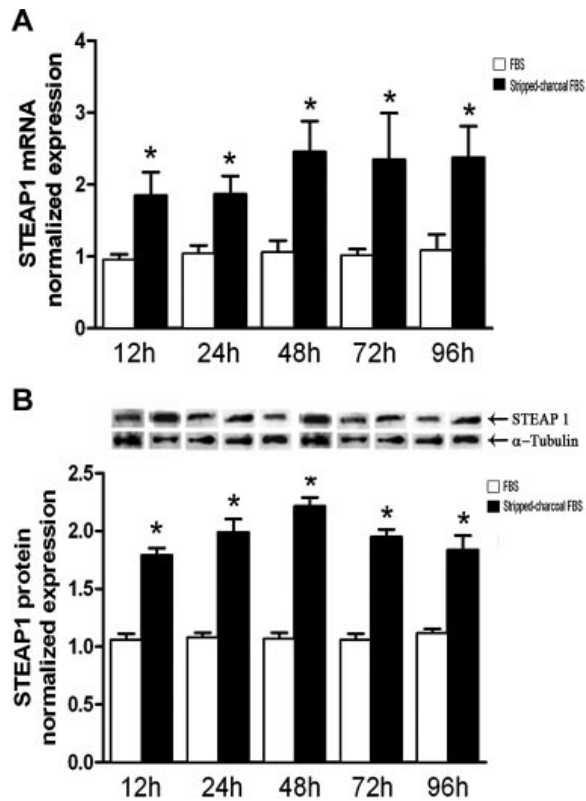 A
STEAP1 mRNA
normalized expression
4
3
2
1
0
FBS
Stripped-charcoal FBS
* * * * *
12h 24h 48h 72h 96h
B
STEAP 1
α-Tubulin
STEAP1 protein
normalized expression
2.5
2.0
1.5
1.0
0.5
0.0
FBS
Stripped-charcoal FBS
* * * * *
12h 24h 48h 72h 96h